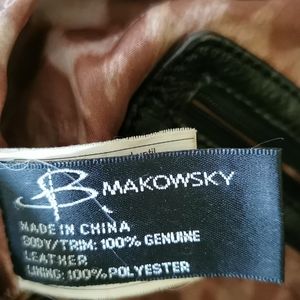 B MAKOWSKY
MADE IN CHINA
BODY/TRIM: 100% GENUINE
LEATHER
LINING: 100% POLYESTER